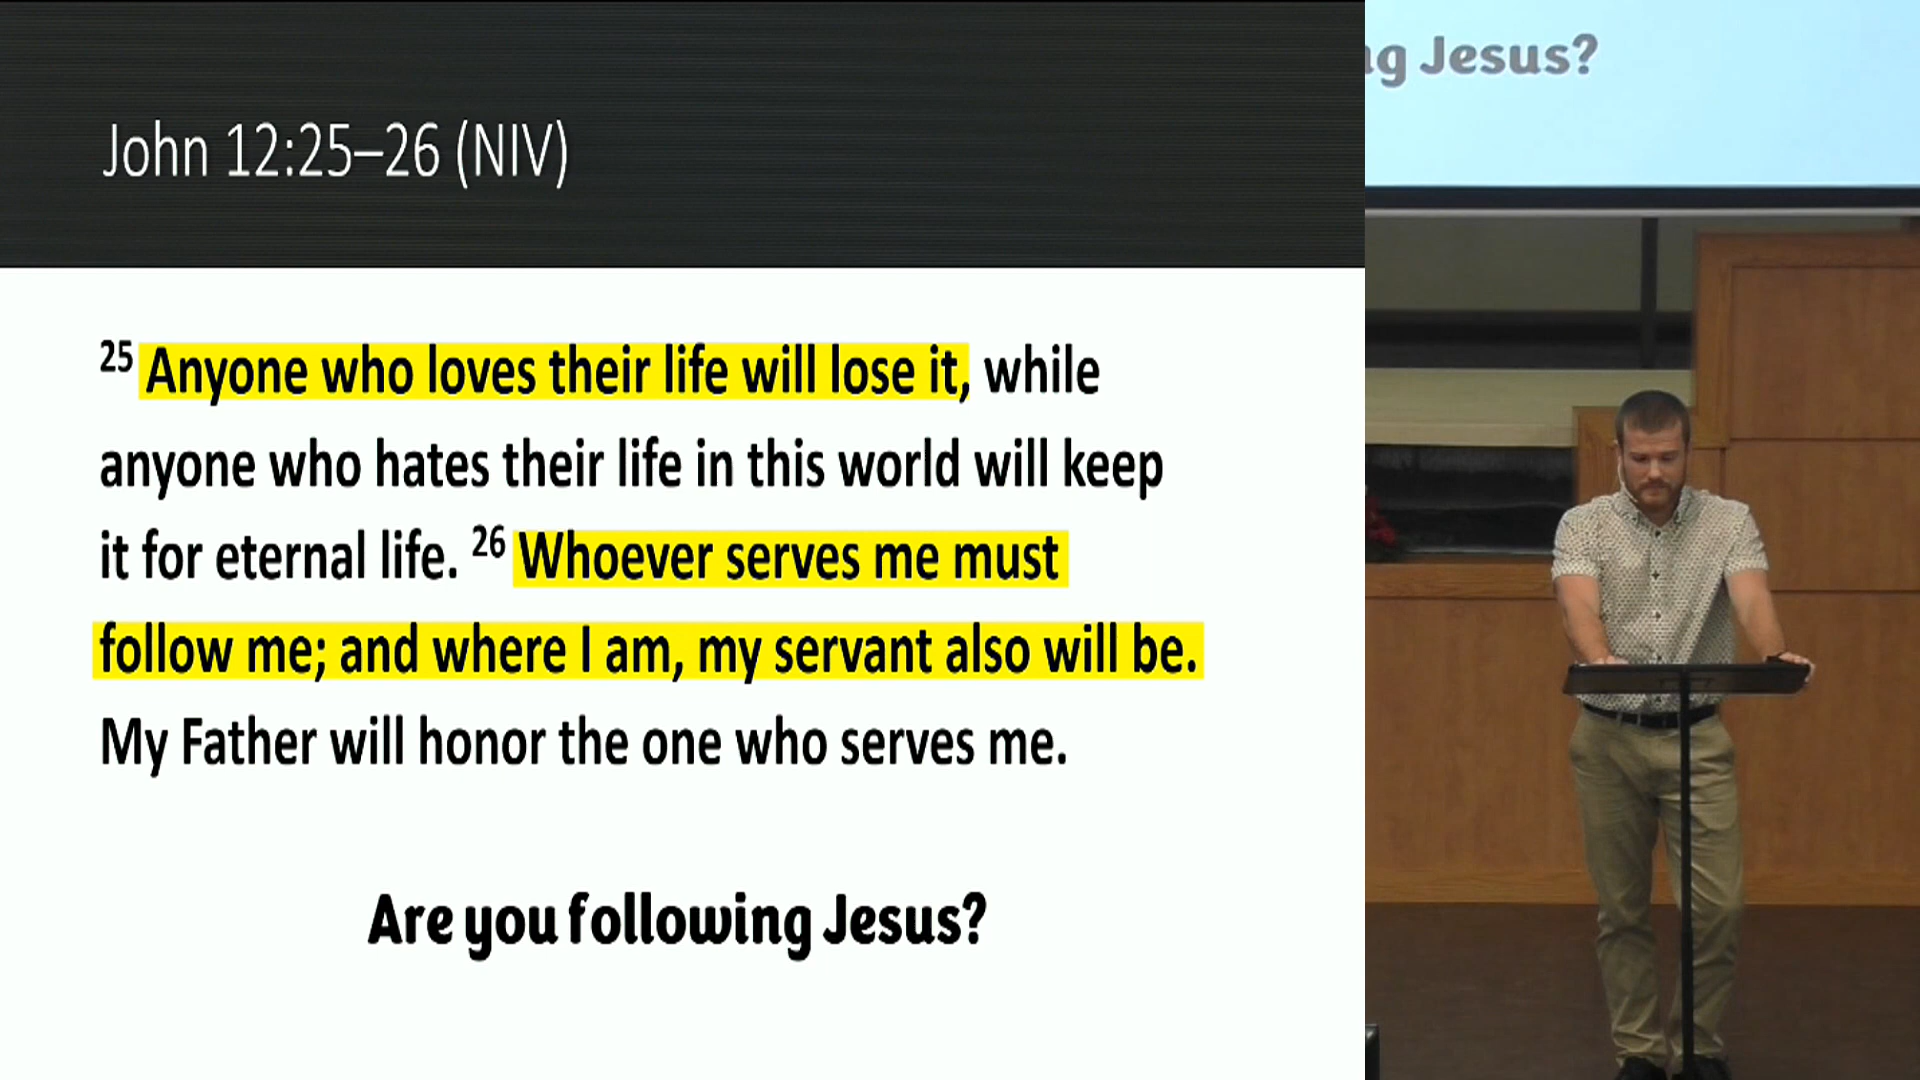 John 12:25–26 (NIV)
25 Anyone who loves their life will lose it, while
anyone who hates their life in this world will keep
it for eternal life. 26 Whoever serves me must
follow me; and where I am, my servant also will be.
My Father will honor the one who serves me.
Are you following Jesus?
ng Jesus?